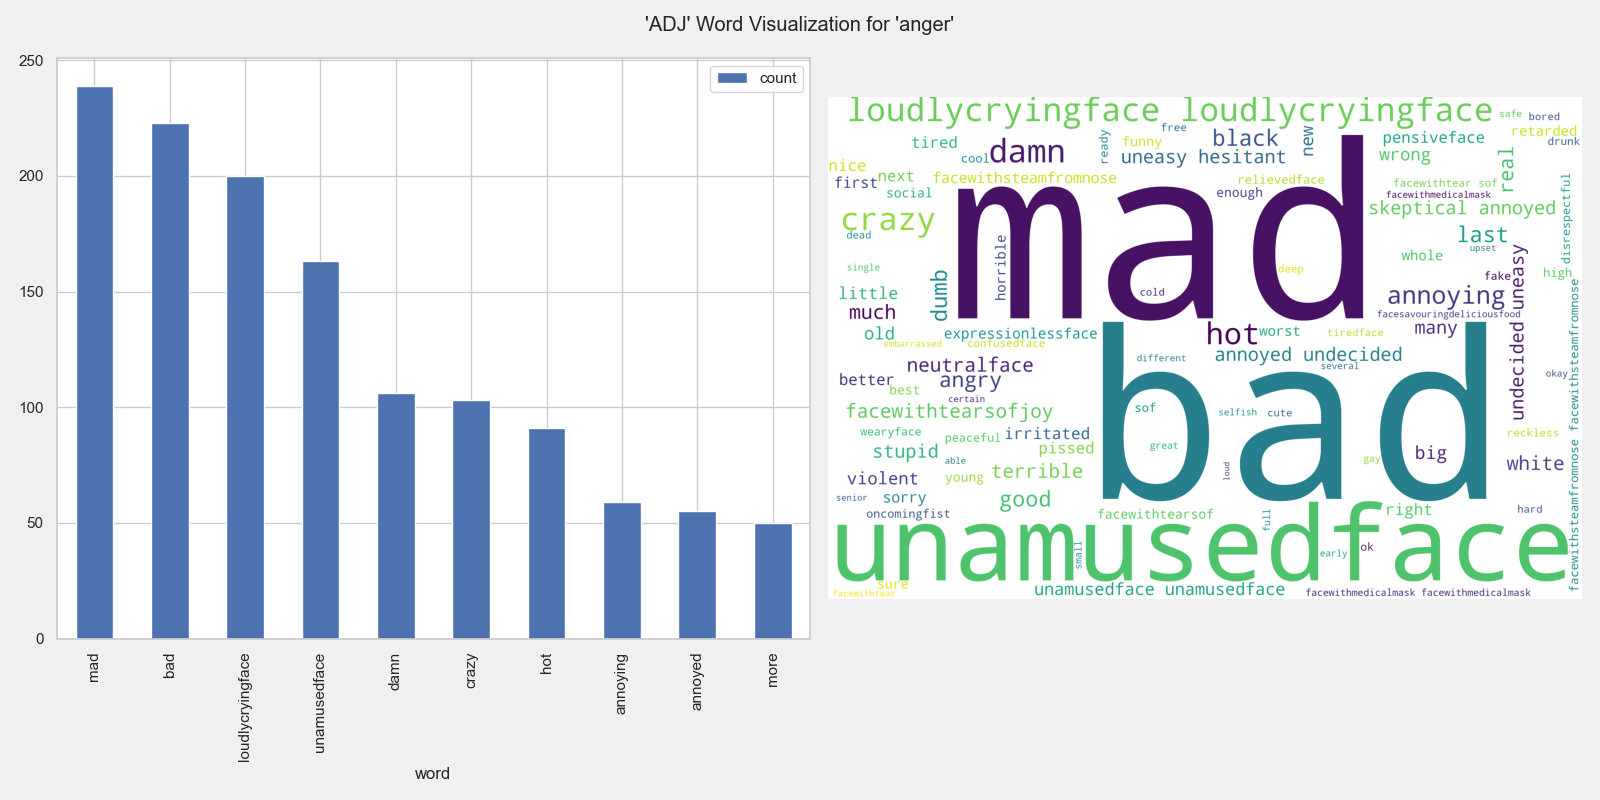 'ADJ' Word Visualization for 'anger'
250
200
150
100
50
0
count
mad
bad
loudlycryingface
unamusedface
damn
crazy
hot
annoying
annoyed
more
word
loudlycryingface loudlycryingface
safe
bored
free
black
new
retarded
tired
damn
ready
funny
pensiveface
drunk
cool
uneasy hesitant
wrong
real
nice
next
facewithsteamfromnose
relievedface
first
social
enough
facewithtear sof
facewithmedicalmask
mad
skeptical annoyed
disrespectful
crazy
dead
last
upset
horrible
whole
single
deep
fake
high
little
dumb
cold
annoying
undecided uneasy
much
facesavouringdeliciousfood
old
expressionlessface
hot
worst
tiredface
many
embarrassed
confusedface
different
annoyed undecided
several
neutralface
better
angry
best
certain
okay
bad
facewithtearsofjoy
sof
selfish
cute
wearyface
peaceful
irritated
reckless
stupid
pissed
great
able
gay
big
violent
young
terrible
loud
white
senior
sorry
good
oncomingfist
facewithtearsof
full
right
hard
unamusedface
small
early
ok
sure
facewithtear
unamusedface unamusedface
facewithmedicalmask facewithmedicalmask
facewithsteamfromnose facewithsteamfromnose